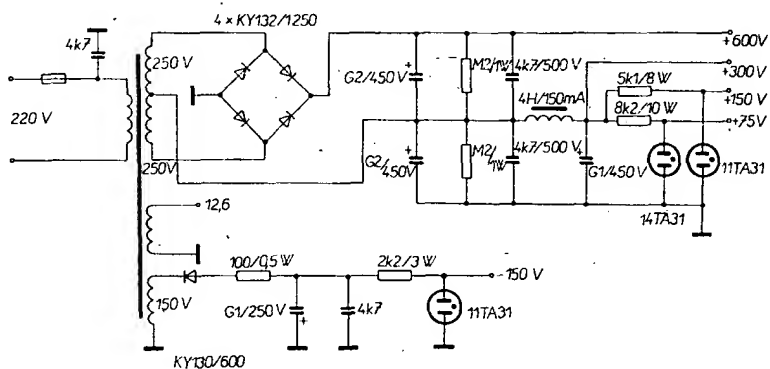 4 × KY132/1250
4k7
220 V
250 V
250V
12,6
150 V
KY130/600
100/0,5 W
G1/250 V
+
4k7
2k2/3 W
-150 V
11TA31
+
G2/450 V
M2/1W
4k7/500 V
G2/450V
+
M2/1W
4k7/500 V
4H/150mA
G1/450 V
+
5k1/8 W
8k2/10 W
14TA31
11TA31
+600V
+300 V
+150 V
+75V